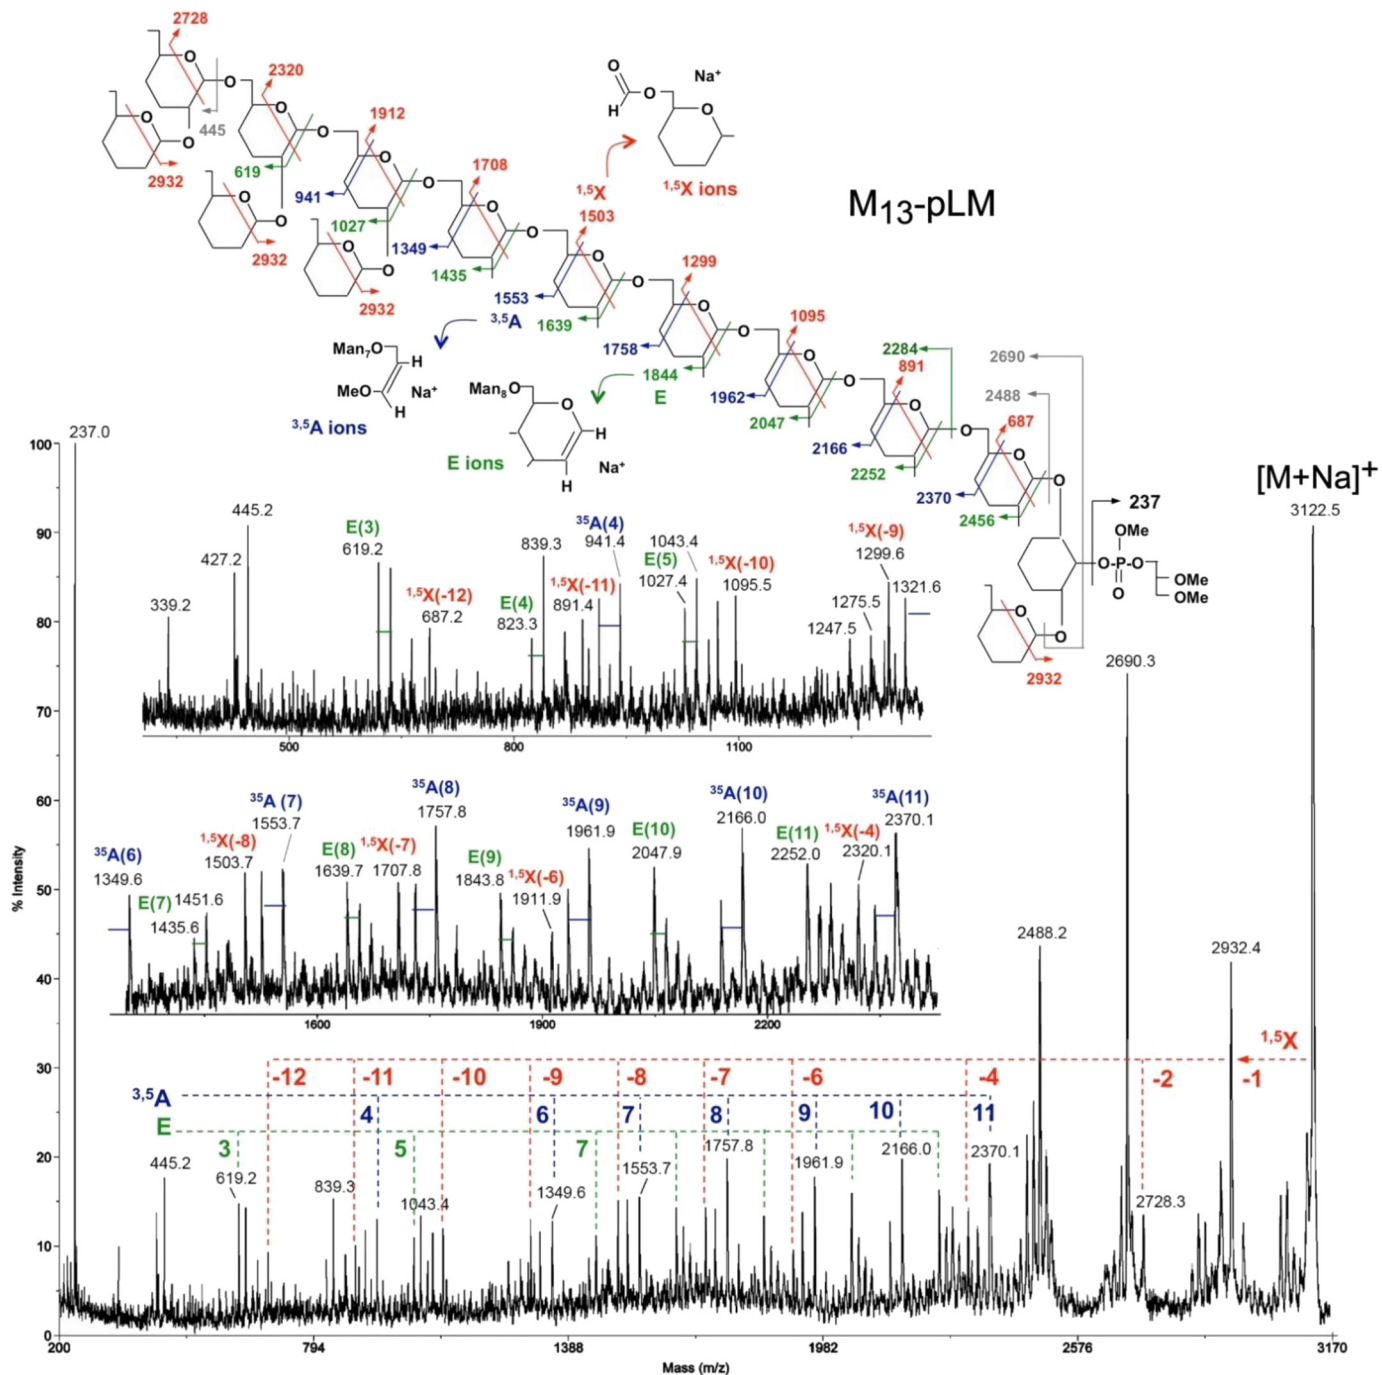 2728
2320
445
1912
2932
619
941
1708
1,5X
O
H
O
Na+
O
1,5X ions
M13-pLM
2932
1027
1349
1503
2932
1435
1553
3,5A
1639
1299
Man7O
H
MeO
Na+
H
3,5A ions
1758
1844
E
1095
Man8O
O
H
Na+
H
E ions
1962
2047
2284
891
2690
2488
2166
2252
687
2370
2456
237
OMe
O-P-O
O
OMe
OMe
2932
[M+Na]+
3122.5
237.0
339.2
427.2
445.2
E(3)
619.2
1,5X(-12)
687.2
E(4)
823.3
839.3
1,5X(-11)
891.4
35A(4)
941.4
E(5)
1027.4
1043.4
1,5X(-10)
1095.5
1247.5
1275.5
1,5X(-9)
1299.6
1321.6
500
800
1100
2690.3
35A(6)
1349.6
E(7)
1435.6
1451.6
1,5X(-8)
1503.7
35A (7)
1553.7
E(8)
1639.7
1,5X(-7)
1707.8
35A(8)
1757.8
E(9)
1843.8
1,5X(-6)
1911.9
35A(9)
1961.9
E(10)
2047.9
35A(10)
2166.0
E(11)
2252.0
1,5X(-4)
2320.1
35A(11)
2370.1
1600
1900
2200
2488.2
2932.4
1,5X
-12
-11
-10
-9
-8
-7
-6
-4
-2
-1
3,5A
4
6
7
8
9
10
11
E
3
5
7
445.2
619.2
839.3
1043.4
1349.6
1553.7
1757.8
1961.9
2166.0
2370.1
2728.3
100
90
80
70
60
50
40
30
20
10
0
% Intensity
200
794
1388
1982
2576
3170
Mass (m/z)